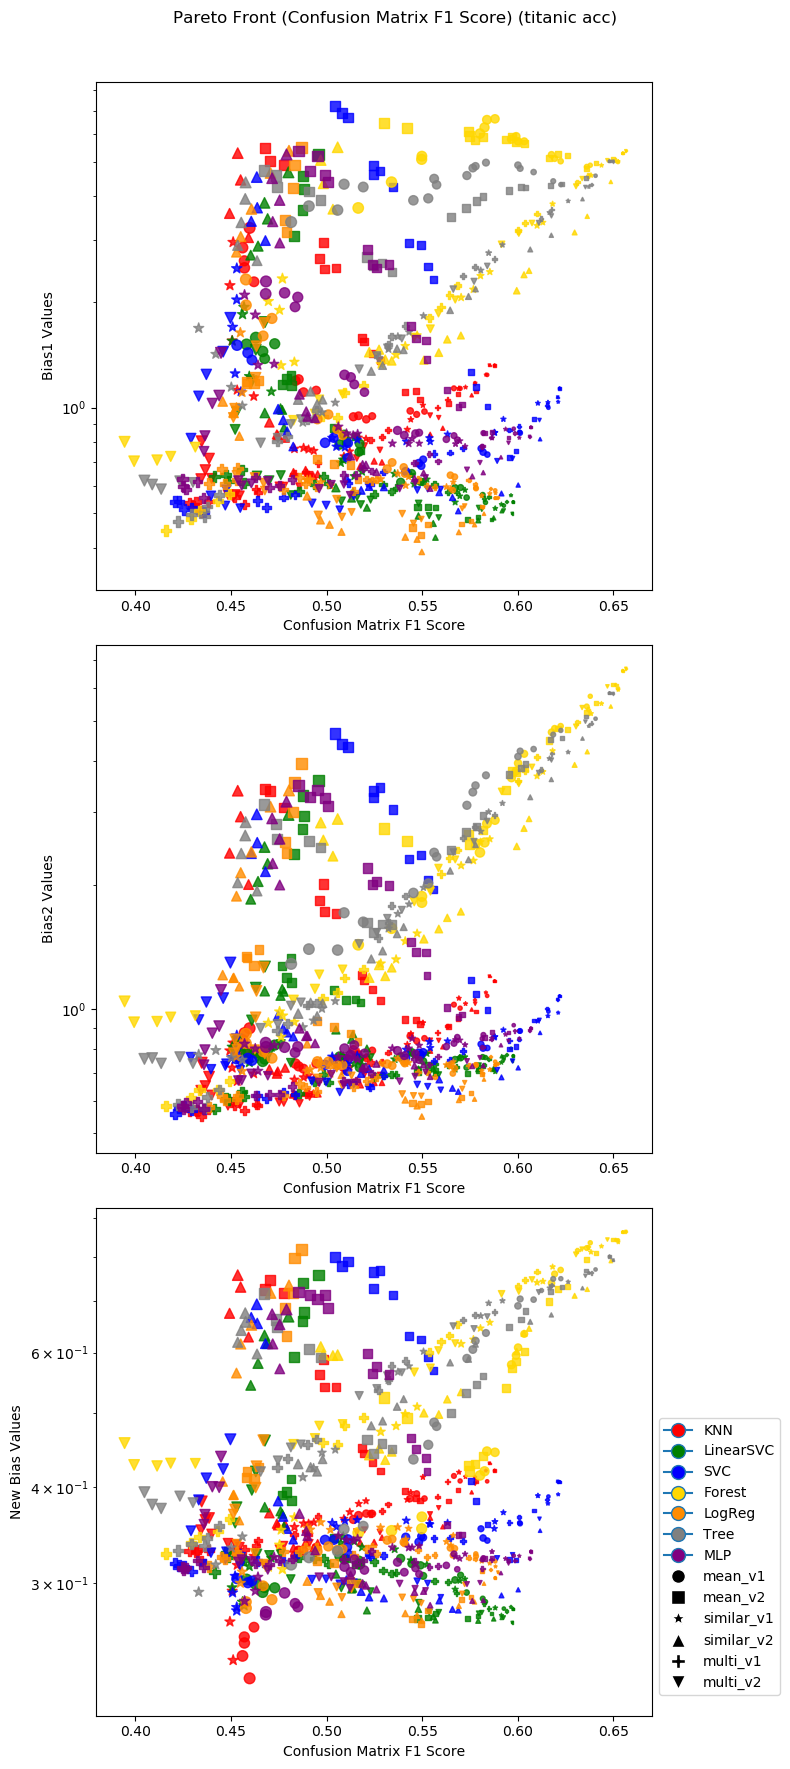 Pareto Front (Confusion Matrix F1 Score) (titanic acc)
Bias1 Values
10⁰
0.40 0.45 0.50 0.55 0.60 0.65
Confusion Matrix F1 Score
Bias2 Values
10⁰
0.40 0.45 0.50 0.55 0.60 0.65
Confusion Matrix F1 Score
New Bias Values
6 × 10⁻¹
4 × 10⁻¹
3 × 10⁻¹
0.40 0.45 0.50 0.55 0.60 0.65
Confusion Matrix F1 Score
KNN
LinearSVC
SVC
Forest
LogReg
Tree
MLP
mean_v1
mean_v2
similar_v1
similar_v2
multi_v1
multi_v2